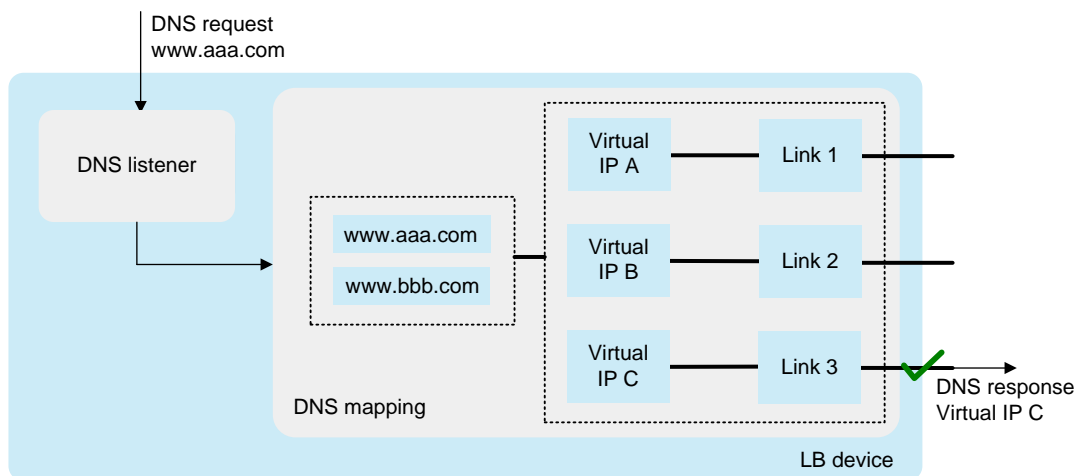 DNS request
www.aaa.com
DNS listener
www.aaa.com
www.bbb.com
Virtual
IP A
Link 1
Virtual
IP B
Link 2
Virtual
IP C
Link 3
DNS response
Virtual IP C
DNS mapping
LB device